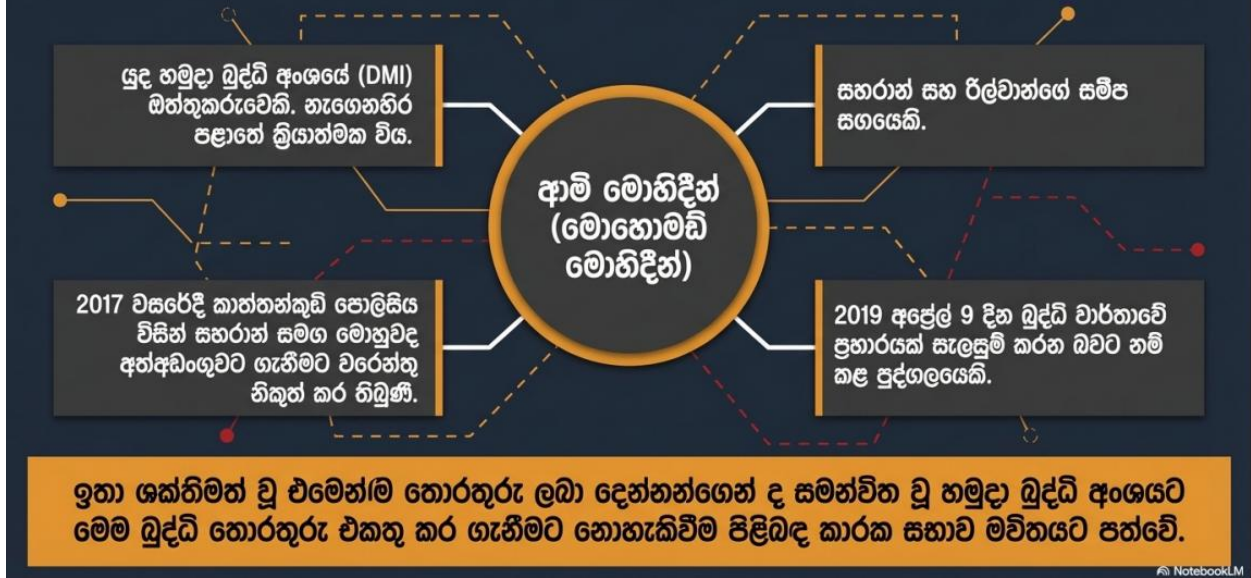 යුද හමුදා බුද්ධි අංශයේ (DMI)
ඔත්තුකරුවෙකි. නැගෙනහිර
පළාතේ ක්‍රියාත්මක විය.
සහරාන් සහ රිල්වාන්ගේ සමීප
සගයෙකි.
ආමි මොහිදීන්
(මොහොමඩ්
මොහිදීන්)
2017 වසරේදී කාත්තන්කුඩි පොලිසිය
විසින් සහරාන් සමග මොහුවද
අත්අඩංගුවට ගැනීමට වරෙන්තු
නිකුත් කර තිබුණි.
2019 අප්‍රේල් 9 දින බුද්ධි වාර්තාවේ
ප්‍රහාරයක් සැලසුම් කරන බවට නම්
කළ පුද්ගලයෙකි.
ඉතා ශක්තිමත් වූ එමෙන්ම තොරතුරු ලබා දෙන්නන්ගෙන් ද සමන්විත වූ හමුදා බුද්ධි අංශයට
මෙම බුද්ධි තොරතුරු එකතු කර ගැනීමට නොහැකිවීම පිළිබඳ කාරක සභාව මවිතයට පත්වේ.
NotebookLM